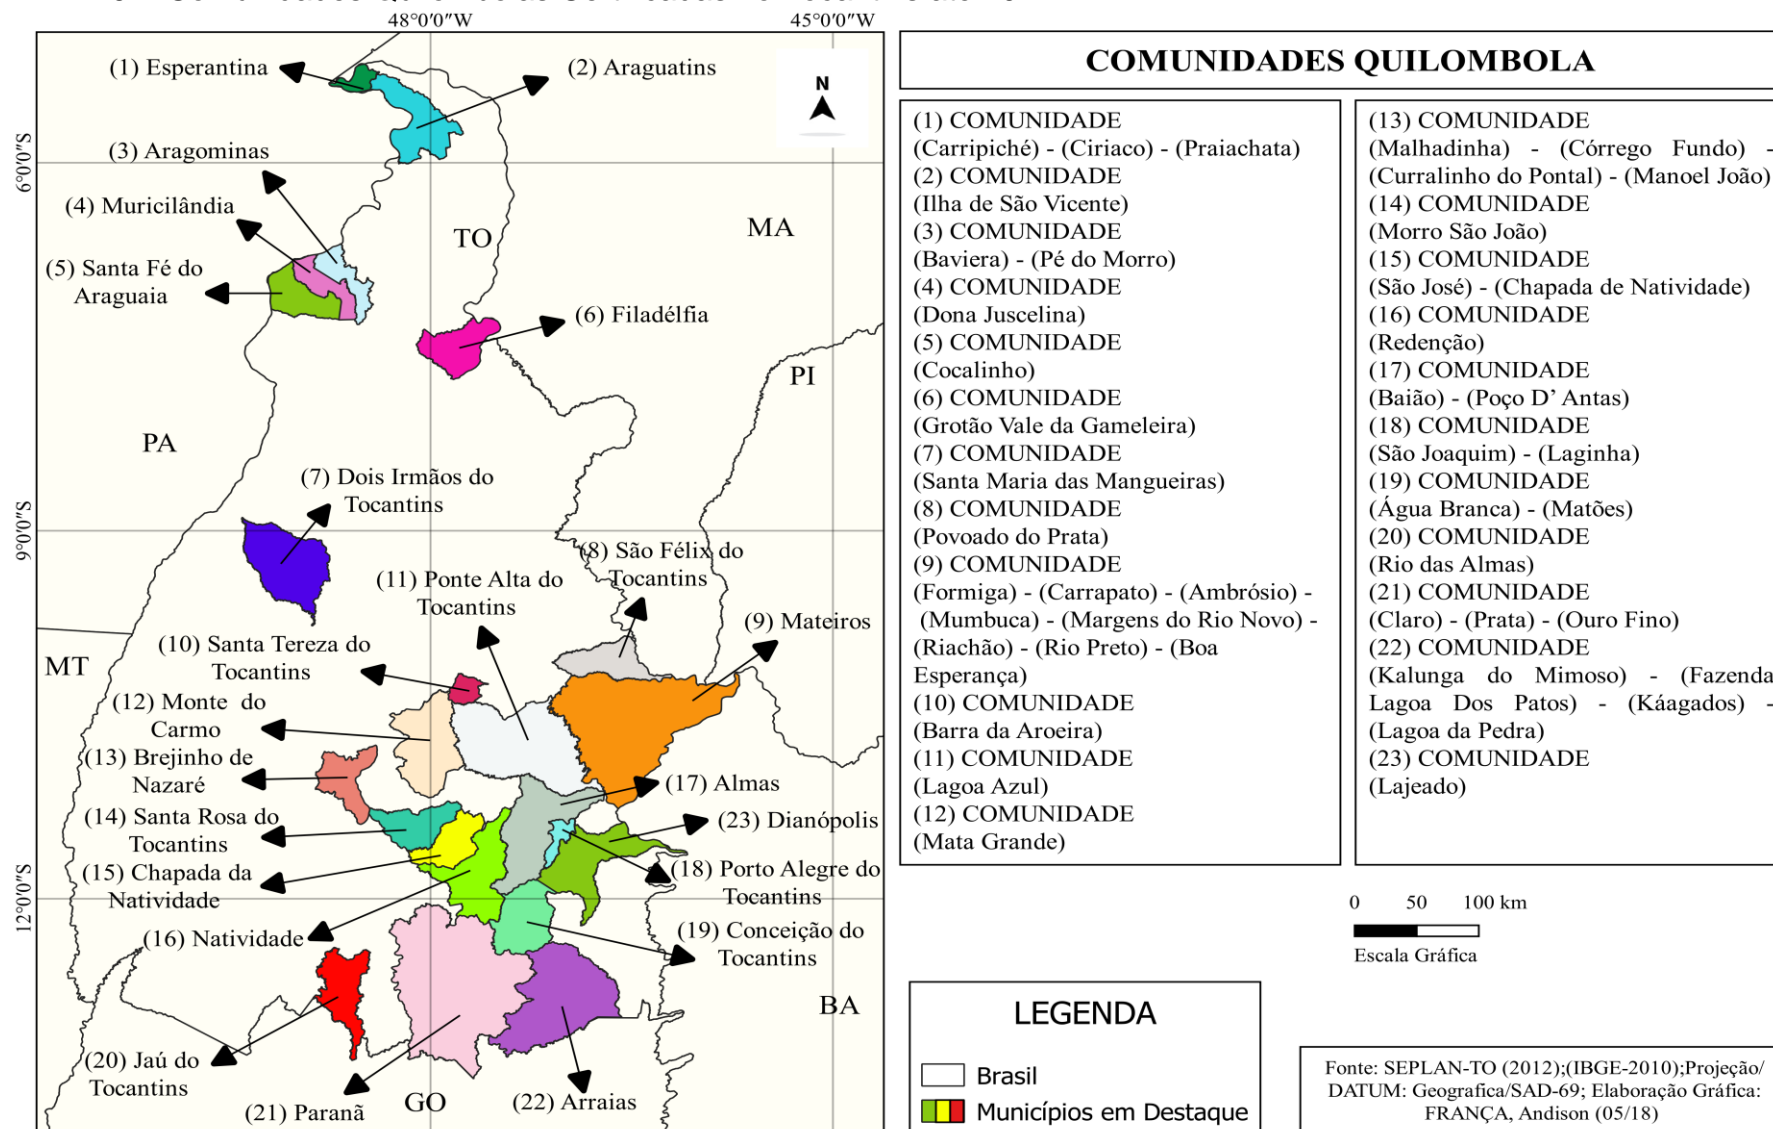 48°0'0"W
45°0'0"W
(1) Esperantina
(2) Araguatins
N
(3) Aragominas
6°0'0"S
(4) Muricilândia
TO
MA
(5) Santa Fé do
Araguaia
(6) Filadélfia
PI
PA
(7) Dois Irmãos do
Tocantins
9°0'0"S
(8) São Félix do
Tocantins
(11) Ponte Alta do
Tocantins
(9) Mateiros
(10) Santa Tereza do
Tocantins
MT
(12) Monte do
Carmo
(13) Brejinho de
Nazaré
(17) Almas
(14) Santa Rosa do
Tocantins
(23) Dianópolis
(15) Chapada da
Natividade
(18) Porto Alegre do
Tocantins
12°0'0"S
(16) Natividade
(19) Conceição do
Tocantins
BA
(20) Jaú do
Tocantins
(21) Paranã
GO
(22) Arraias
COMUNIDADES QUILOMBOLA
(1) COMUNIDADE
(Carripiché) - (Ciriaco) - (Praiachata)
(2) COMUNIDADE
(Ilha de São Vicente)
(3) COMUNIDADE
(Baviera) - (Pé do Morro)
(4) COMUNIDADE
(Dona Juscelina)
(5) COMUNIDADE
(Cocalinho)
(6) COMUNIDADE
(Grotão Vale da Gameleira)
(7) COMUNIDADE
(Santa Maria das Mangueiras)
(8) COMUNIDADE
(Povoado do Prata)
(9) COMUNIDADE
(Formiga) - (Carrapato) - (Ambrósio) -
(Mumbuca) - (Margens do Rio Novo) -
(Riachão) - (Rio Preto) - (Boa
Esperança)
(10) COMUNIDADE
(Barra da Aroeira)
(11) COMUNIDADE
(Lagoa Azul)
(12) COMUNIDADE
(Mata Grande)
(13) COMUNIDADE
(Malhadinha) - (Córrego Fundo) -
(Curralinho do Pontal) - (Manoel João)
(14) COMUNIDADE
(Morro São João)
(15) COMUNIDADE
(São José) - (Chapada de Natividade)
(16) COMUNIDADE
(Redenção)
(17) COMUNIDADE
(Baião) - (Poço D' Antas)
(18) COMUNIDADE
(São Joaquim) - (Laginha)
(19) COMUNIDADE
(Água Branca) - (Matões)
(20) COMUNIDADE
(Rio das Almas)
(21) COMUNIDADE
(Claro) - (Prata) - (Ouro Fino)
(22) COMUNIDADE
(Kalunga do Mimoso) - (Fazenda
Lagoa Dos Patos) - (Káagados) -
(Lagoa da Pedra)
(23) COMUNIDADE
(Lajeado)
0 50 100 km
Escala Gráfica
LEGENDA
Brasil
Municípios em Destaque
Fonte: SEPLAN-TO (2012);(IBGE-2010);Projeção/
DATUM: Geografica/SAD-69; Elaboração Gráfica:
FRANÇA, Andison (05/18)